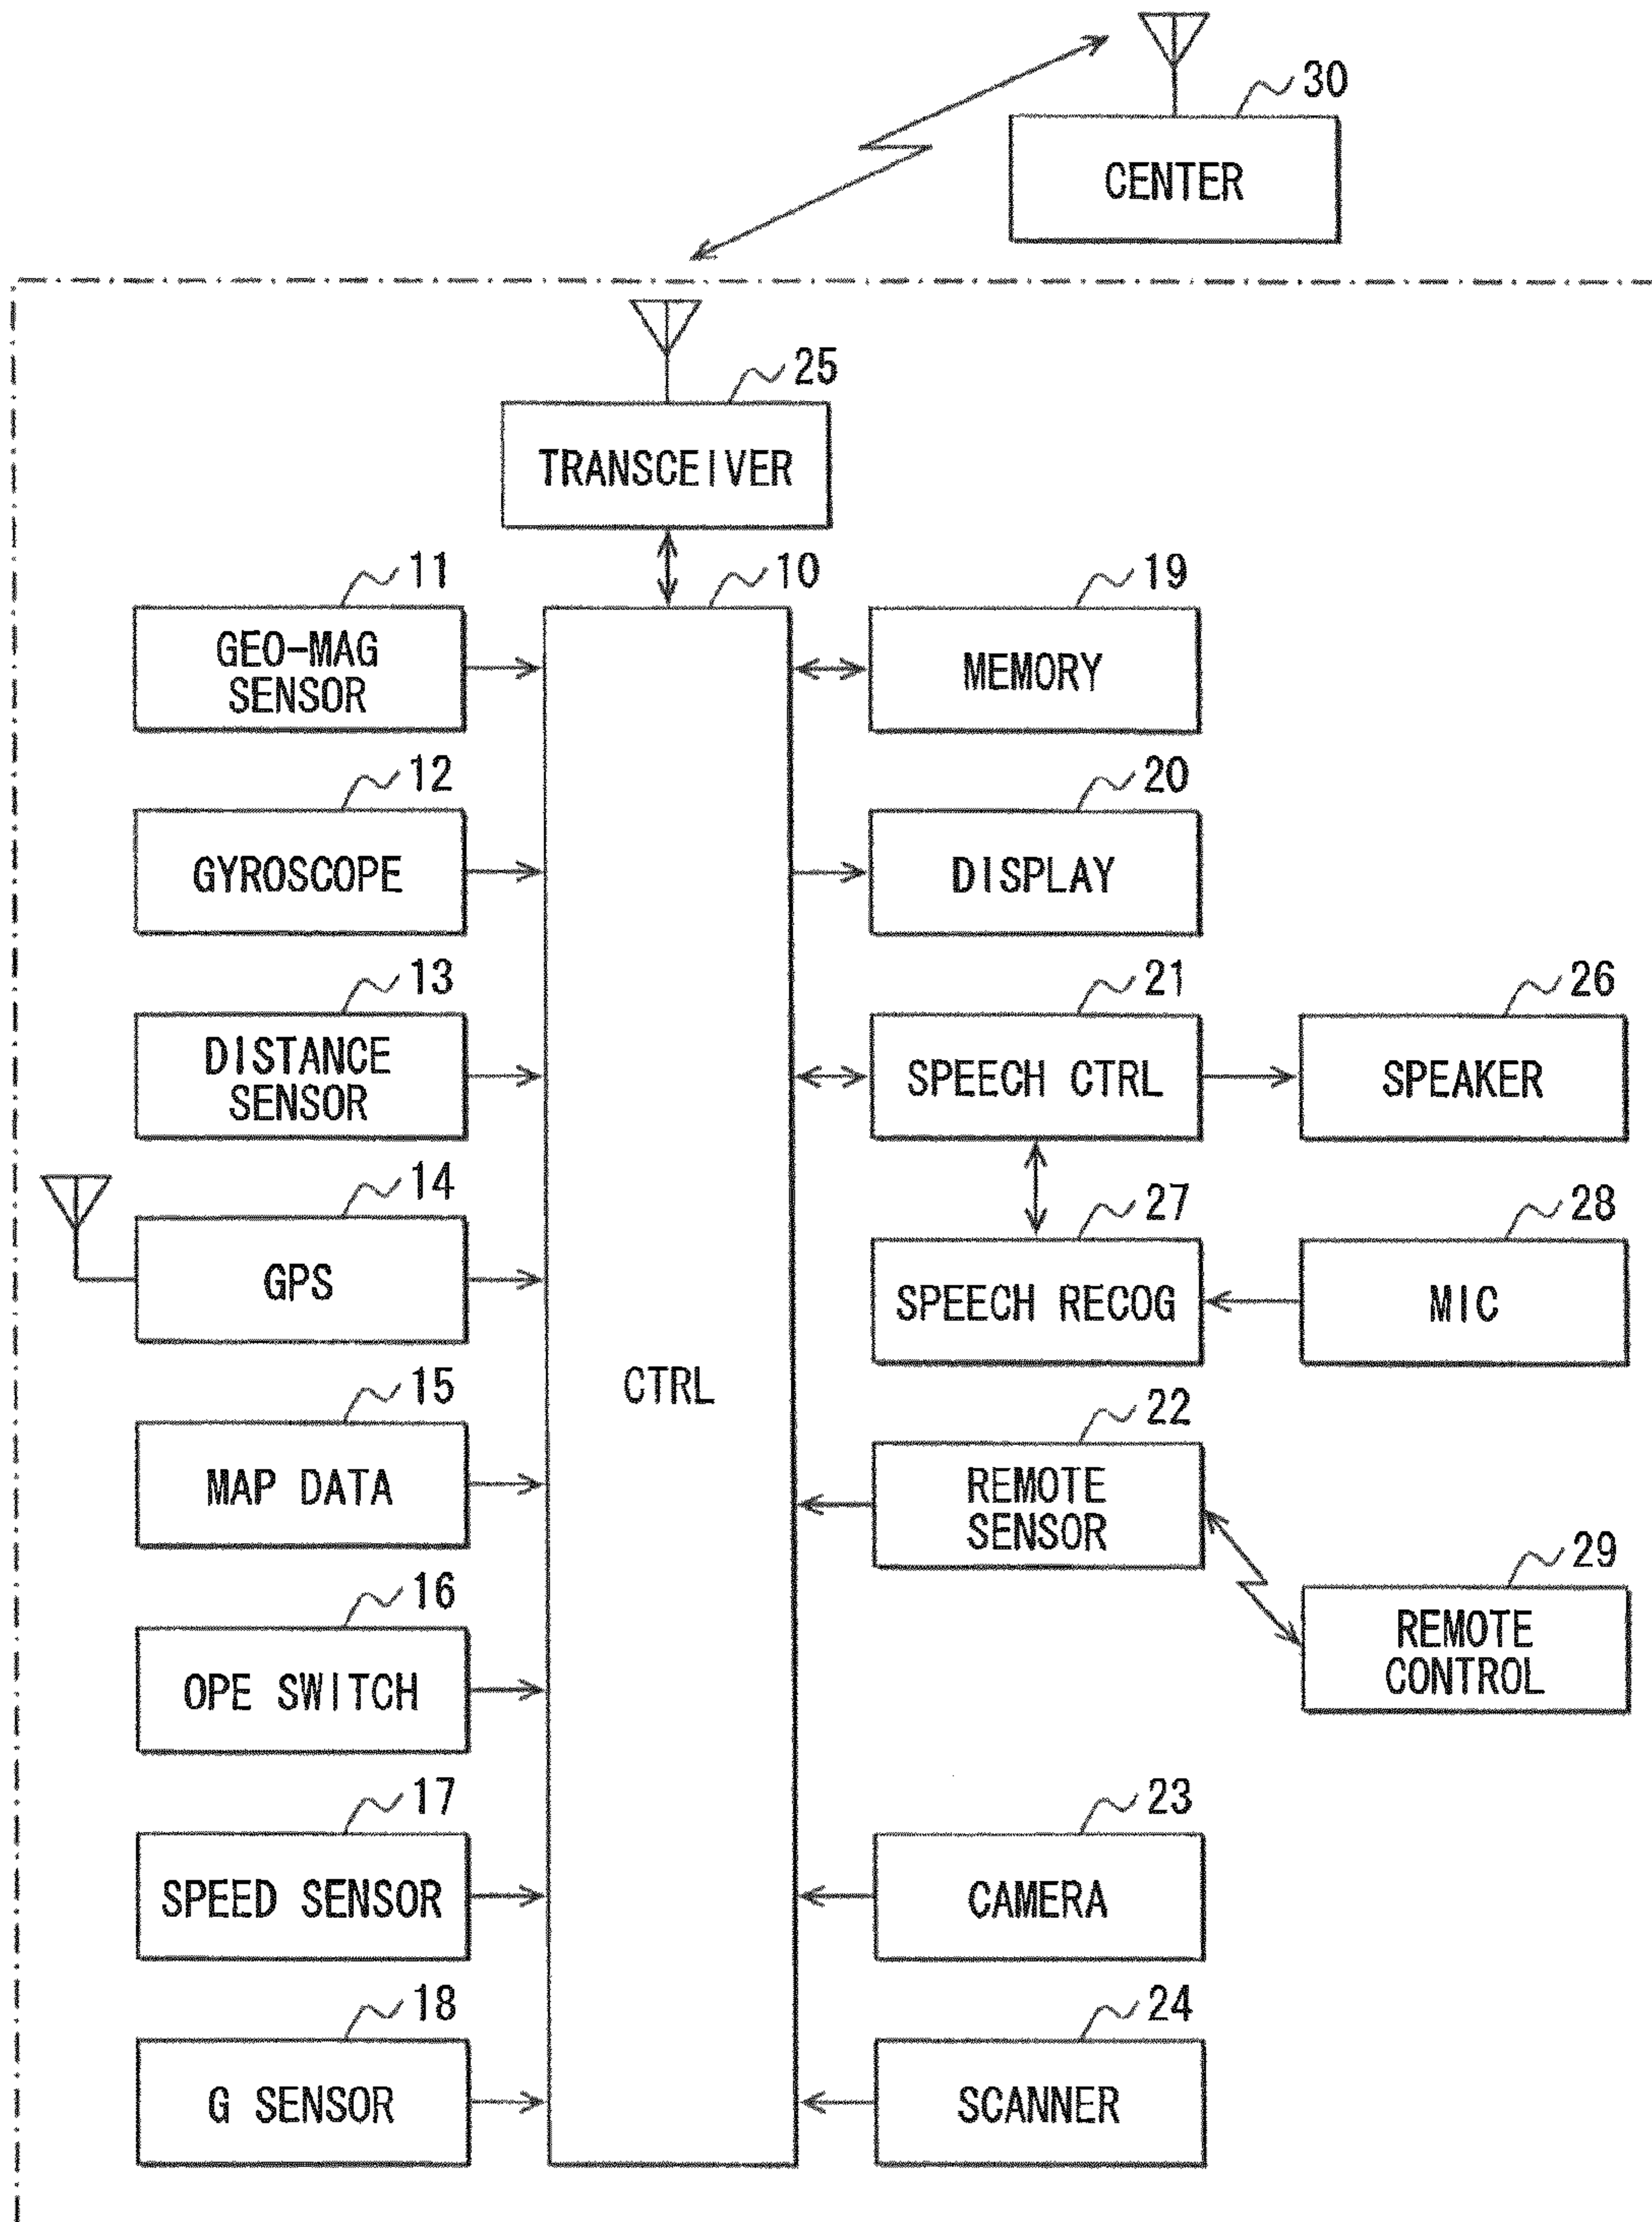 30
CENTER
25
TRANSCEIVER
11
10
19
GEO-MAG
SENSOR
MEMORY
12
20
GYROSCOPE
DISPLAY
13
21
26
DISTANCE
SENSOR
SPEECH CTRL
SPEAKER
14
27
28
GPS
SPEECH RECOG
MIC
CTRL
15
22
MAP DATA
REMOTE
SENSOR
16
29
OPE SWITCH
REMOTE
CONTROL
17
23
SPEED SENSOR
CAMERA
18
24
G SENSOR
SCANNER